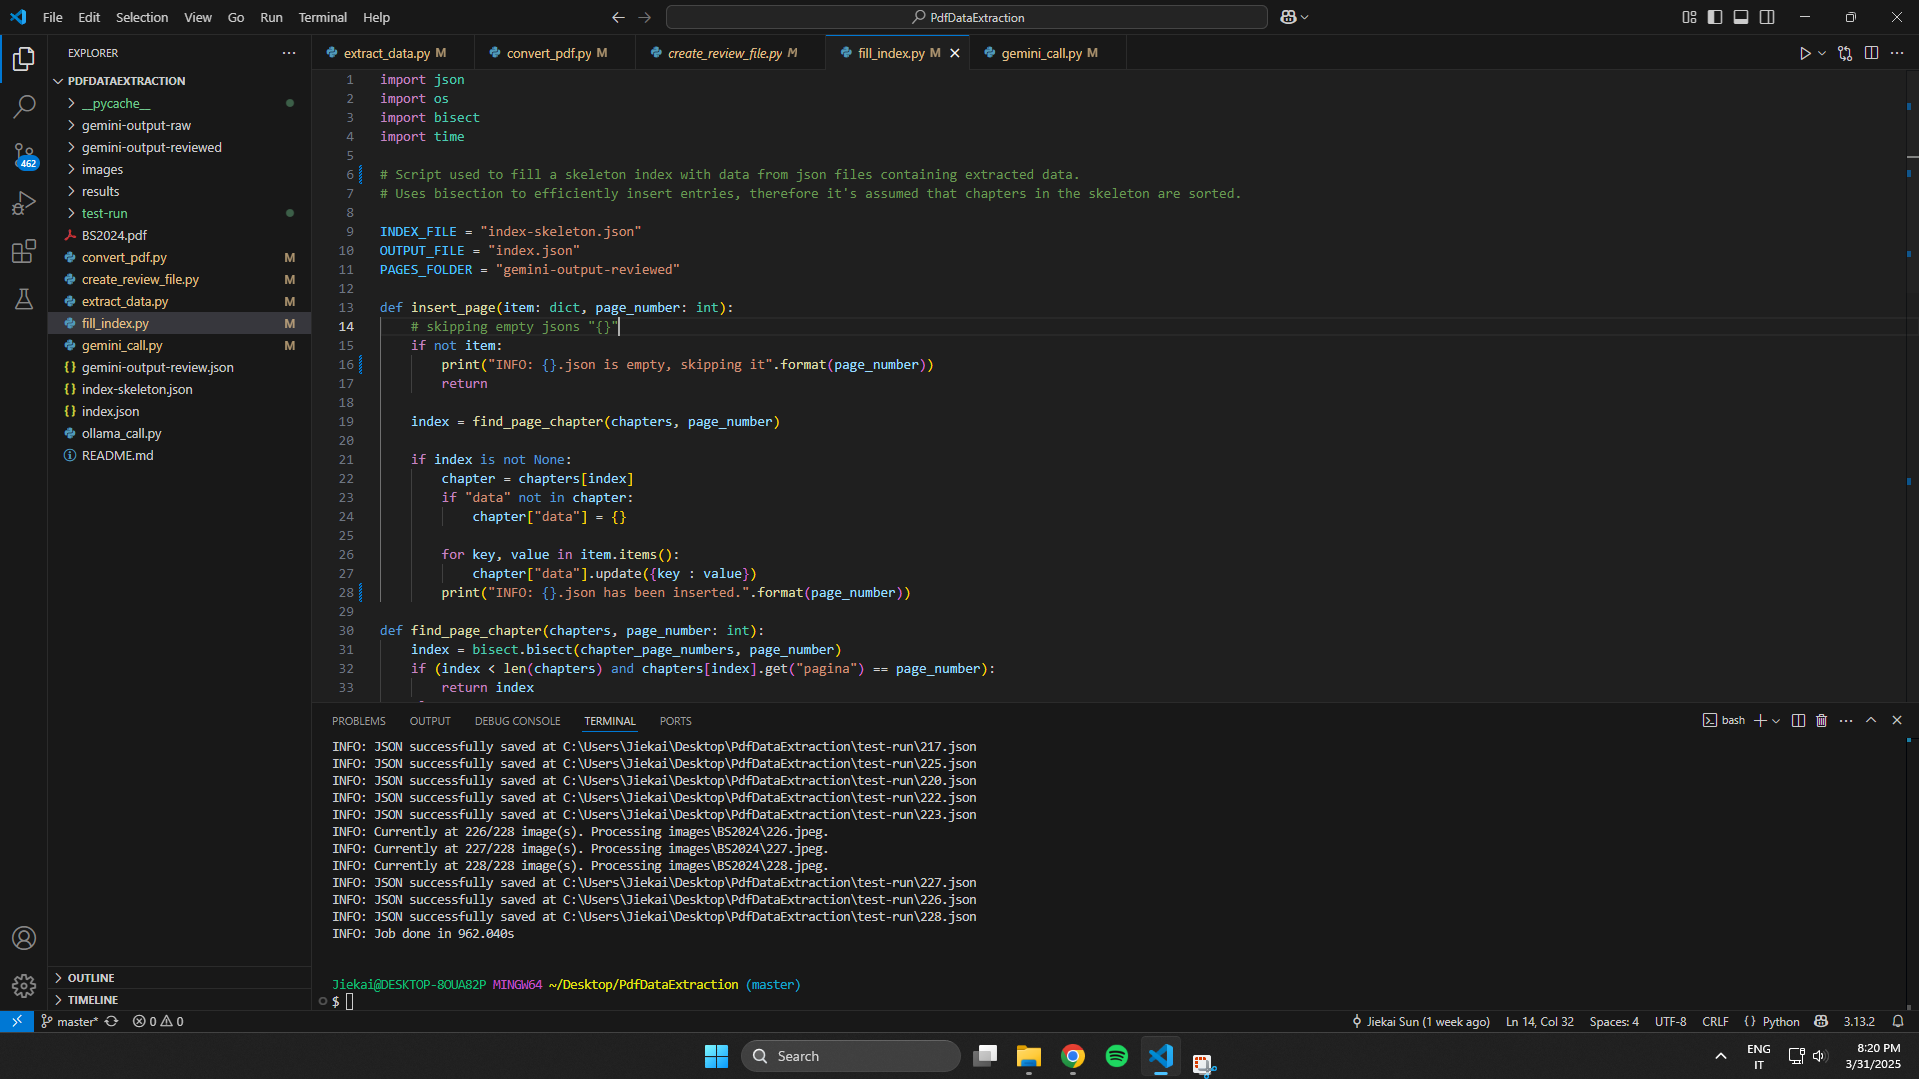 File Edit Selection View Go Run Terminal Help
PdfDataExtraction
EXPLORER
PDFDATAEXTRACTION
__pycache__
gemini-output-raw
gemini-output-reviewed
images
results
test-run
BS2024.pdf
convert_pdf.py M
create_review_file.py M
extract_data.py M
fill_index.py M
gemini_call.py M
gemini-output-review.json
index-skeleton.json
index.json
ollama_call.py
README.md
OUTLINE
TIMELINE
462
extract_data.py M convert_pdf.py M create_review_file.py M fill_index.py M gemini_call.py M
1 import json
2 import os
3 import bisect
4 import time
5
6 # Script used to fill a skeleton index with data from json files containing extracted data.
7 # Uses bisection to efficiently insert entries, therefore it's assumed that chapters in the skeleton are sorted.
8
9 INDEX_FILE = "index-skeleton.json"
10 OUTPUT_FILE = "index.json"
11 PAGES_FOLDER = "gemini-output-reviewed"
12
13 def insert_page(item: dict, page_number: int):
14 # skipping empty jsons "{}"
15 if not item:
16 print("INFO: {}.json is empty, skipping it".format(page_number))
17 return
18
19 index = find_page_chapter(chapters, page_number)
20
21 if index is not None:
22 chapter = chapters[index]
23 if "data" not in chapter:
24 chapter["data"] = {}
25
26 for key, value in item.items():
27 chapter["data"].update({key : value})
28 print("INFO: {}.json has been inserted.".format(page_number))
29
30 def find_page_chapter(chapters, page_number: int):
31 index = bisect.bisect(chapter_page_numbers, page_number)
32 if (index < len(chapters) and chapters[index].get("pagina") == page_number):
33 return index
PROBLEMS OUTPUT DEBUG CONSOLE TERMINAL PORTS
bash
INFO: JSON successfully saved at C:\Users\Jiekai\Desktop\PdfDataExtraction\test-run\217.json
INFO: JSON successfully saved at C:\Users\Jiekai\Desktop\PdfDataExtraction\test-run\225.json
INFO: JSON successfully saved at C:\Users\Jiekai\Desktop\PdfDataExtraction\test-run\220.json
INFO: JSON successfully saved at C:\Users\Jiekai\Desktop\PdfDataExtraction\test-run\222.json
INFO: JSON successfully saved at C:\Users\Jiekai\Desktop\PdfDataExtraction\test-run\223.json
INFO: Currently at 226/228 image(s). Processing images\BS2024\226.jpeg.
INFO: Currently at 227/228 image(s). Processing images\BS2024\227.jpeg.
INFO: Currently at 228/228 image(s). Processing images\BS2024\228.jpeg.
INFO: JSON successfully saved at C:\Users\Jiekai\Desktop\PdfDataExtraction\test-run\227.json
INFO: JSON successfully saved at C:\Users\Jiekai\Desktop\PdfDataExtraction\test-run\226.json
INFO: JSON successfully saved at C:\Users\Jiekai\Desktop\PdfDataExtraction\test-run\228.json
INFO: Job done in 962.040s
Jiekai@DESKTOP-8OUA82P MINGW64 ~/Desktop/PdfDataExtraction (master)
$
master* 0 0
Jiekai Sun (1 week ago) Ln 14, Col 32 Spaces: 4 UTF-8 CRLF {} Python 3.13.2
Search
ENG
IT
8:20 PM
3/31/2025